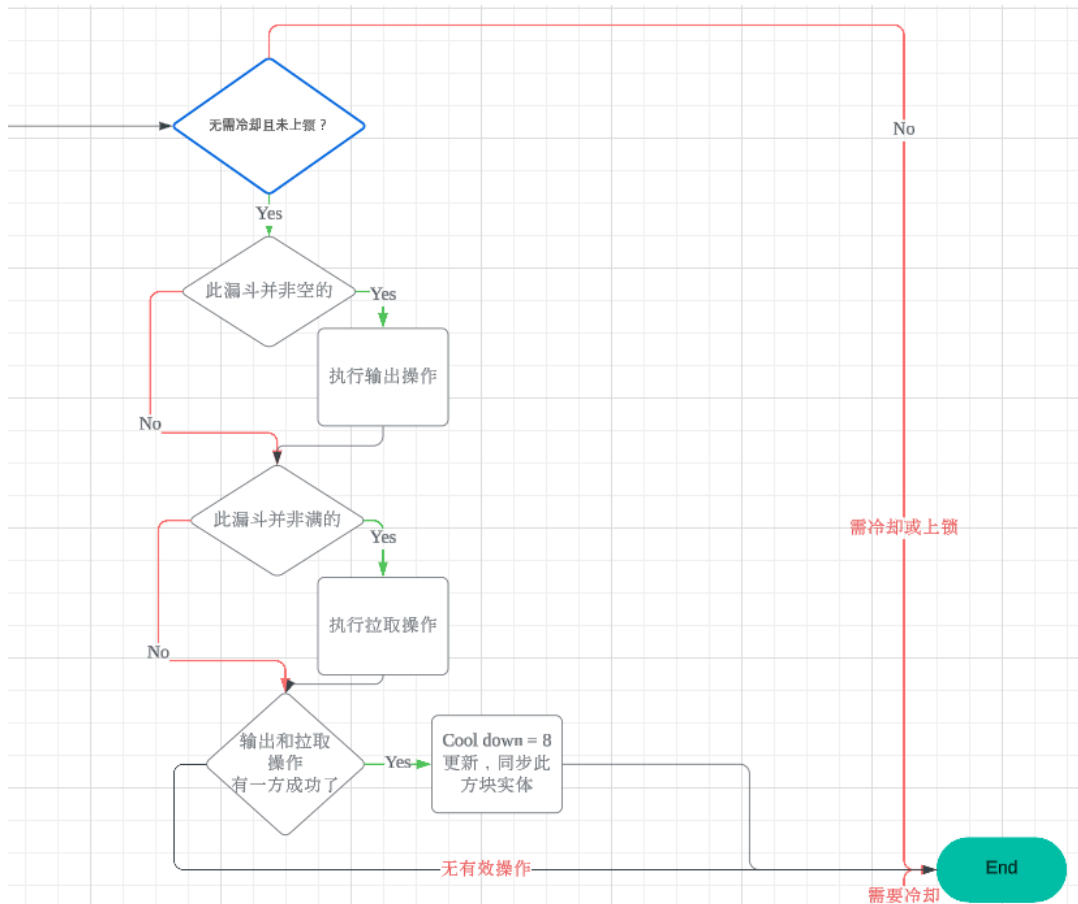 无需冷却且未上锁？
No
Yes
此漏斗并非空的
Yes
执行输出操作
No
此漏斗并非满的
Yes
需冷却或上锁
执行拉取操作
No
输出和拉取
操作
有一方成功了
Yes
Cool down = 8
更新，同步此
方块实体
无有效操作
End
需要冷却